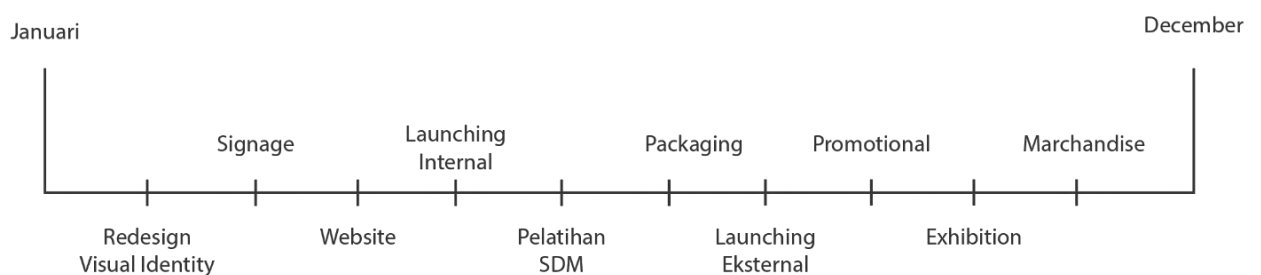 Januari
December
Signage
Launching
Internal
Packaging
Promotional
Marchandise
Redesign
Visual Identity
Website
Pelatihan
SDM
Launching
Eksternal
Exhibition